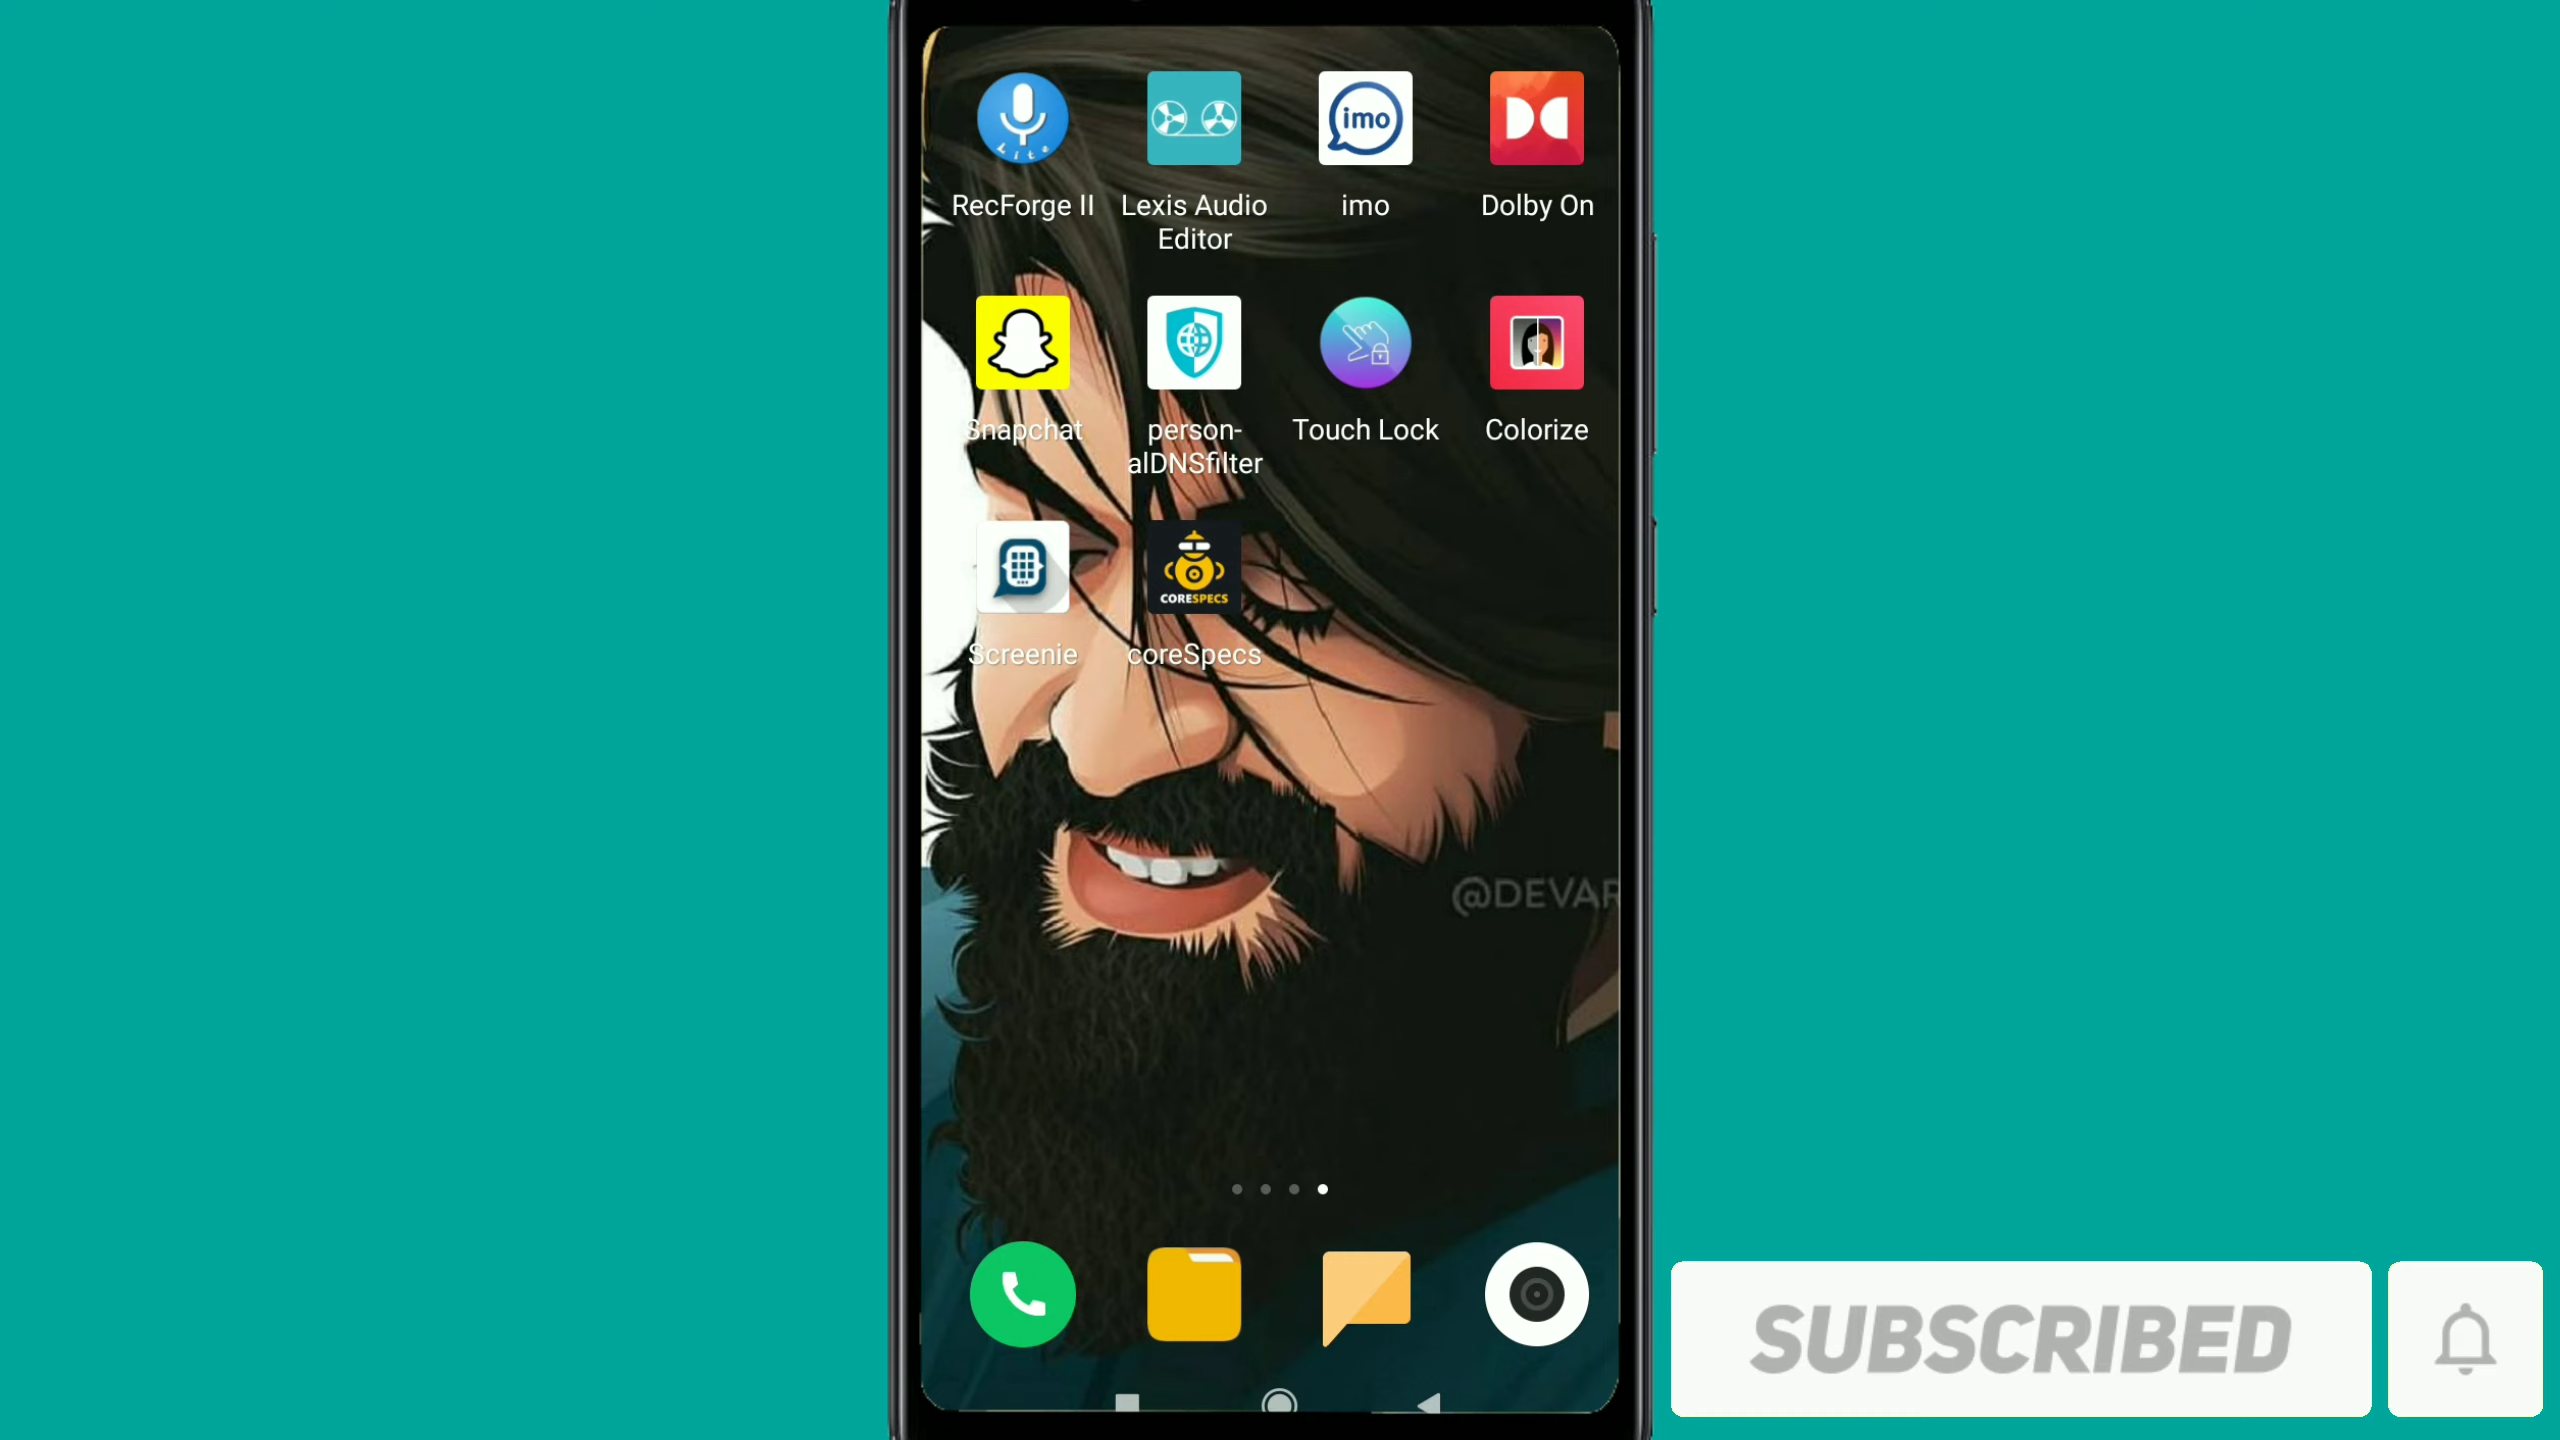 Lite
imo
RecForge II
Lexis Audio
Editor
imo
Dolby On
Snapchat
person-
alDNSfilter
Touch Lock
Colorize
CORESPECS
Screenie
coreSpecs
@DEVAR
SUBSCRIBED